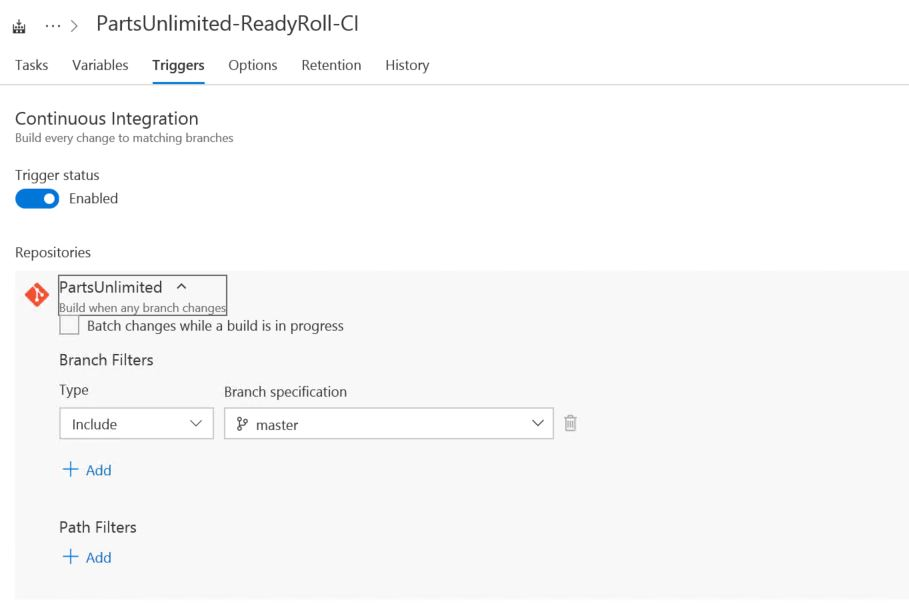 ... > PartsUnlimited-ReadyRoll-CI
Tasks Variables Triggers Options Retention History
Continuous Integration
Build every change to matching branches
Trigger status
Enabled
Repositories
PartsUnlimited
Build when any branch changes
Batch changes while a build is in progress
Branch Filters
Type Branch specification
Include master
+ Add
Path Filters
+ Add